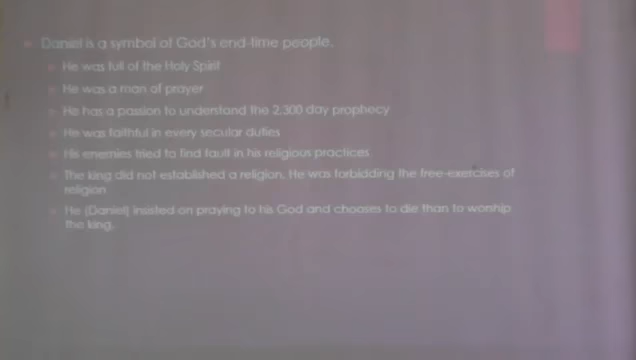 Daniel is a symbol of God's end-time people.
He was full of the Holy Spirit
He was a man of prayer
He has a passion to understand the 2,300 day prophecy
He was faithful in every secular duties
His enemies tried to find fault in his religious practices
The king did not established a religion. He was forbidding the free-exercises of
religion
He (Daniel) insisted on praying to his God and chooses to die than to worship
the king.